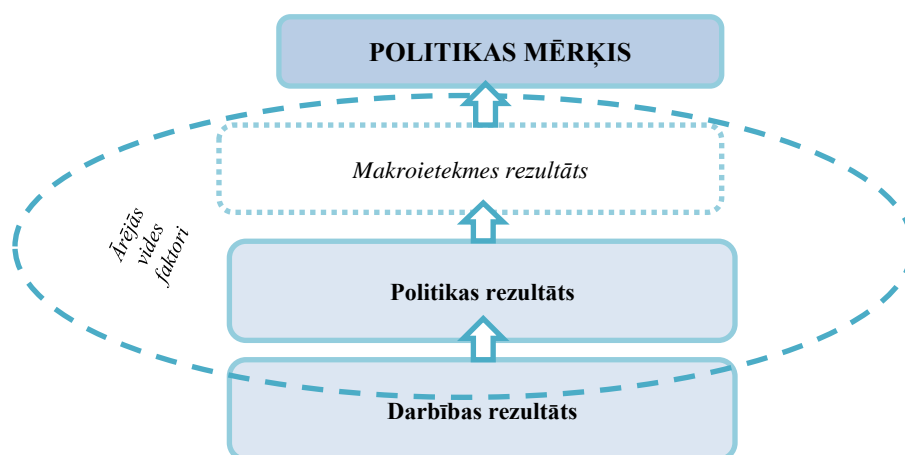 POLITIKAS MĒRĶIS
Makroietekmes rezultāts
Ārējās
vides
faktori
Politikas rezultāts
Darbības rezultāts